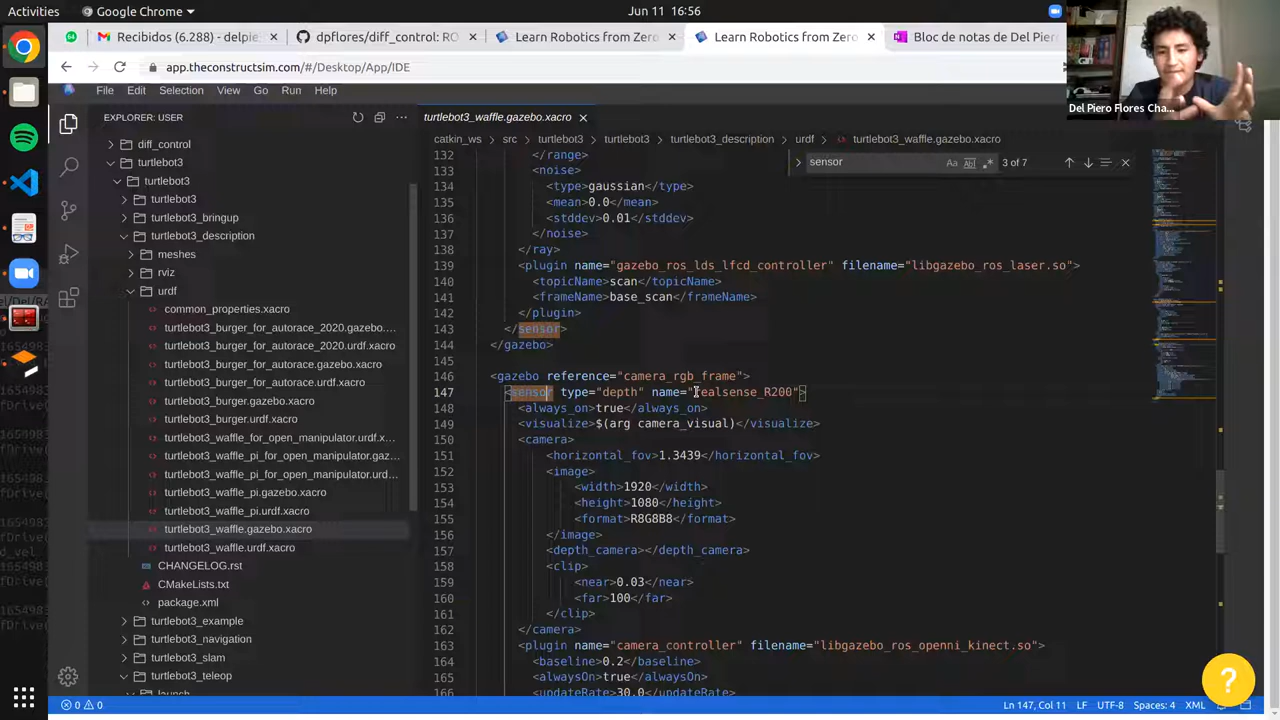 Activities
Google Chrome
Jun 11 16:56
Recibidos (6.288) - delpie
dpflores/diff_control: RO
Learn Robotics from Zero
Learn Robotics from Zero
Bloc de notas de Del Pier
app.theconstructsim.com/#/Desktop/App/IDE
Del Piero Flores Cha...
File Edit Selection View Go Run Help
EXPLORER: USER
diff_control
turtlebot3
turtlebot3
turtlebot3
turtlebot3_bringup
turtlebot3_description
meshes
rviz
urdf
common_properties.xacro
turtlebot3_burger_for_autorace_2020.gazebo....
turtlebot3_burger_for_autorace_2020.urdf.xacro
turtlebot3_burger_for_autorace.gazebo.xacro
turtlebot3_burger_for_autorace.urdf.xacro
turtlebot3_burger.gazebo.xacro
turtlebot3_burger.urdf.xacro
turtlebot3_waffle_for_open_manipulator.urdf.x...
turtlebot3_waffle_pi_for_open_manipulator.gaz...
turtlebot3_waffle_pi_for_open_manipulator.urd...
turtlebot3_waffle_pi.gazebo.xacro
turtlebot3_waffle_pi.urdf.xacro
turtlebot3_waffle.gazebo.xacro
turtlebot3_waffle.urdf.xacro
CHANGELOG.rst
CMakeLists.txt
package.xml
turtlebot3_example
turtlebot3_navigation
turtlebot3_slam
turtlebot3_teleop
launch
turtlebot3_waffle.gazebo.xacro
catkin_ws > src > turtlebot3 > turtlebot3 > turtlebot3_description > urdf > turtlebot3_waffle.gazebo.xacro
sensor
3 of 7
132 </range>
133 <noise>
134 <type>gaussian</type>
135 <mean>0.0</mean>
136 <stddev>0.01</stddev>
137 </noise>
138 </ray>
139 <plugin name="gazebo_ros_lds_lfcd_controller" filename="libgazebo_ros_laser.so">
140 <topicName>scan</topicName>
141 <frameName>base_scan</frameName>
142 </plugin>
143 </sensor>
144 </gazebo>
145
146 <gazebo reference="camera_rgb_frame">
147 <sensor type="depth" name="realsense_R200">
148 <always_on>true</always_on>
149 <visualize>$(arg camera_visual)</visualize>
150 <camera>
151 <horizontal_fov>1.3439</horizontal_fov>
152 <image>
153 <width>1920</width>
154 <height>1080</height>
155 <format>R8G8B8</format>
156 </image>
157 <depth_camera></depth_camera>
158 <clip>
159 <near>0.03</near>
160 <far>100</far>
161 </clip>
162 </camera>
163 <plugin name="camera_controller" filename="libgazebo_ros_openni_kinect.so">
164 <baseline>0.2</baseline>
165 <alwaysOn>true</alwaysOn>
166 <updateRate>30.0</updateRate>
0 0
Ln 147, Col 11 LF UTF-8 Spaces: 4 XML
?